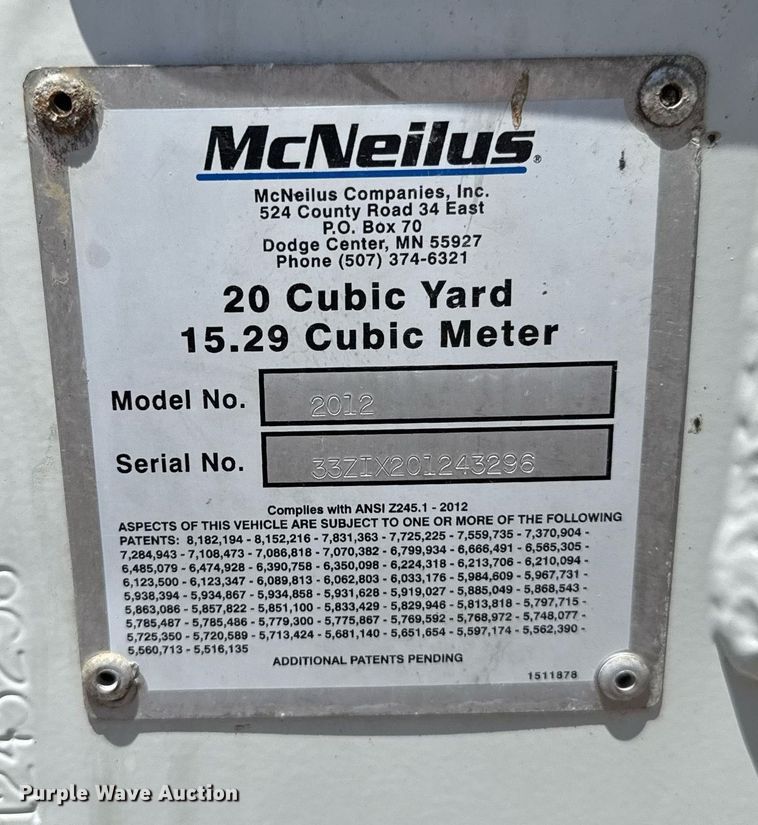 McNeilus®
McNeilus Companies, Inc.
524 County Road 34 East
P.O. Box 70
Dodge Center, MN 55927
Phone (507) 374-6321
20 Cubic Yard
15.29 Cubic Meter
Model No. 2012
Serial No. 33ZIX201243296
Complies with ANSI Z245.1 - 2012
ASPECTS OF THIS VEHICLE ARE SUBJECT TO ONE OR MORE OF THE FOLLOWING
PATENTS: 8,182,194 - 8,152,216 - 7,831,363 - 7,725,225 - 7,559,735 - 7,370,904 -
7,284,943 - 7,108,473 - 7,086,818 - 7,070,382 - 6,799,934 - 6,666,491 - 6,565,305 -
6,485,079 - 6,474,928 - 6,390,758 - 6,350,098 - 6,224,318 - 6,213,706 - 6,210,094 -
6,123,500 - 6,123,347 - 6,089,813 - 6,062,803 - 6,033,176 - 5,984,609 - 5,967,731 -
5,938,394 - 5,934,867 - 5,934,858 - 5,931,628 - 5,919,027 - 5,885,049 - 5,868,543 -
5,863,086 - 5,857,822 - 5,851,100 - 5,833,429 - 5,829,946 - 5,813,818 - 5,797,715 -
5,785,487 - 5,785,486 - 5,779,300 - 5,775,867 - 5,769,592 - 5,768,972 - 5,748,077 -
5,725,350 - 5,720,589 - 5,713,424 - 5,681,140 - 5,651,654 - 5,597,174 - 5,562,390 -
5,560,713 - 5,516,135
ADDITIONAL PATENTS PENDING
1511878
Purple Wave Auction